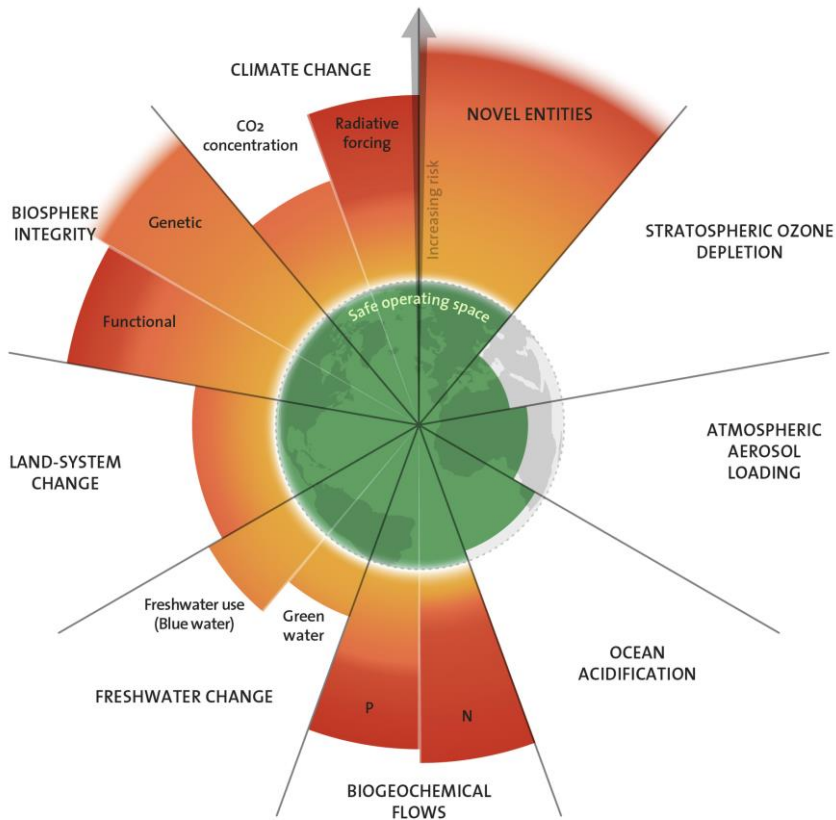 CLIMATE CHANGE
CO2
concentration
Radiative
forcing
NOVEL ENTITIES
Increasing risk
STRATOSPHERIC OZONE
DEPLETION
BIOSPHERE
INTEGRITY
Genetic
Functional
Safe operating space
ATMOSPHERIC
AEROSOL
LOADING
LAND-SYSTEM
CHANGE
Freshwater use
(Blue water)
Green
water
FRESHWATER CHANGE
P
N
OCEAN
ACIDIFICATION
BIOGEOCHEMICAL
FLOWS